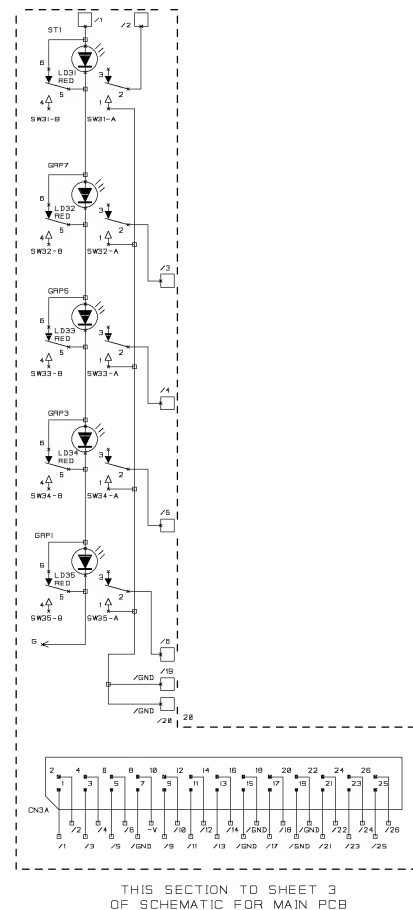 /1 /2
ST1
6 3
LD31
RED
5 2
4 1
SW31-B SW31-A
GRP7
6 3
LD32
RED
5 2
4 1
SW32-B SW32-A
/3
GRP5
6 3
LD33
RED
5 2
4 1
SW33-B SW33-A
/4
GRP3
6 3
LD34
RED
5 2
4 1
SW34-B SW34-A
/5
GRP1
6 3
LD35
RED
5 2
4 1
SW35-B SW35-A
G
/6
/GND /19
/GND /20 20
2 4 6 8 10 12 14 16 18 20 22 24 26
1 3 5 7 9 11 13 15 17 19 21 23 25
CN3A
/2 /4 /6 -V /10 /12 /14 /GND /18 /GND /22 /24 /26
/1 /3 /5 /GND /9 /11 /13 /GND /17 /GND /21 /23 /25
THIS SECTION TO SHEET 3
OF SCHEMATIC FOR MAIN PCB